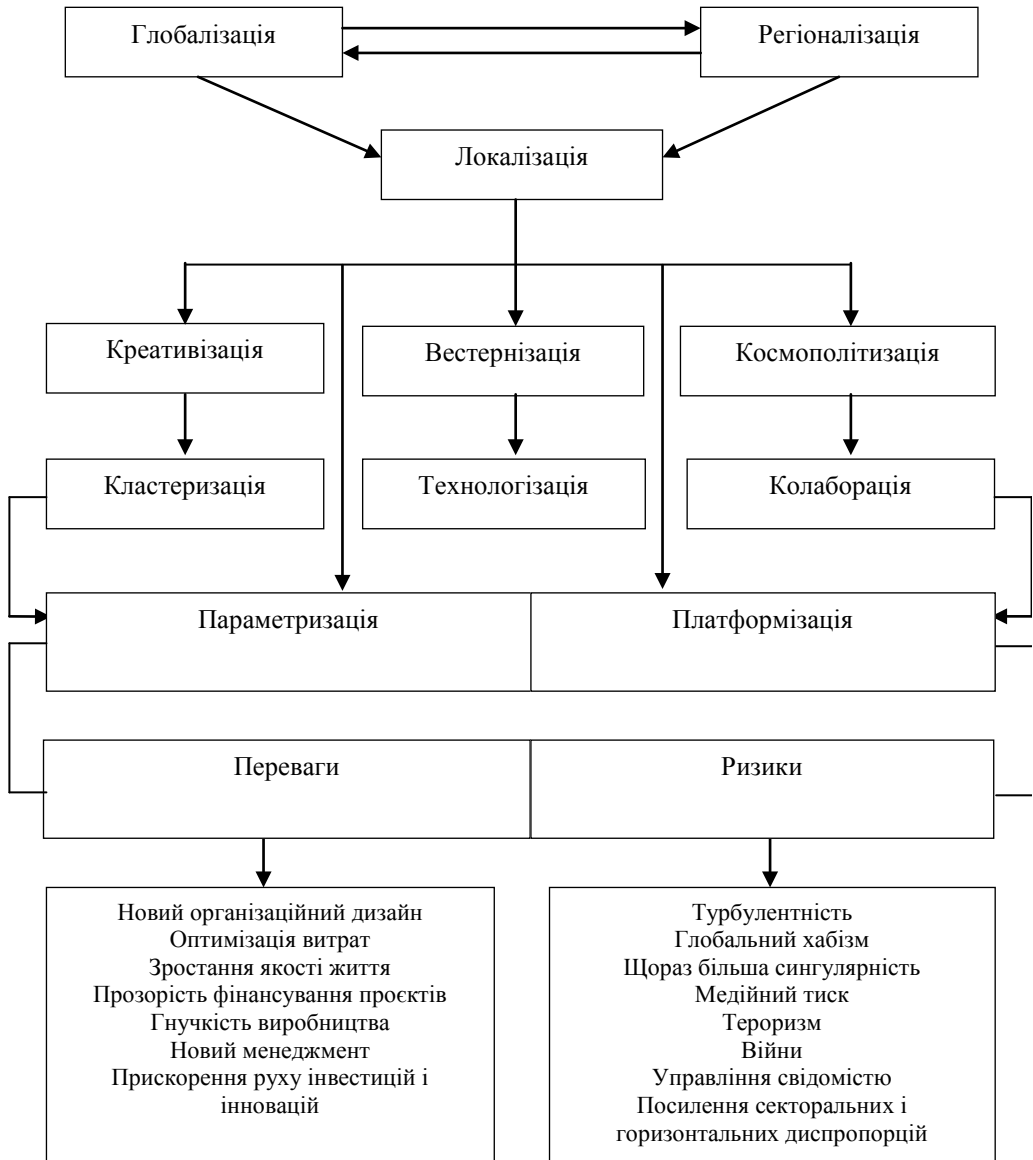 Глобалізація
Регіоналізація
Локалізація
Креативізація
Вестернізація
Космополітизація
Кластеризація
Технологізація
Колаборація
Параметризація
Платформізація
Переваги
Ризики
Новий організаційний дизайн
Оптимізація витрат
Зростання якості життя
Прозорість фінансування проєктів
Гнучкість виробництва
Новий менеджмент
Прискорення руху інвестицій і
інновацій
Турбулентність
Глобальний хабізм
Щораз більша сингулярність
Медійний тиск
Тероризм
Війни
Управління свідомістю
Посилення секторальних і
горизонтальних диспропорцій